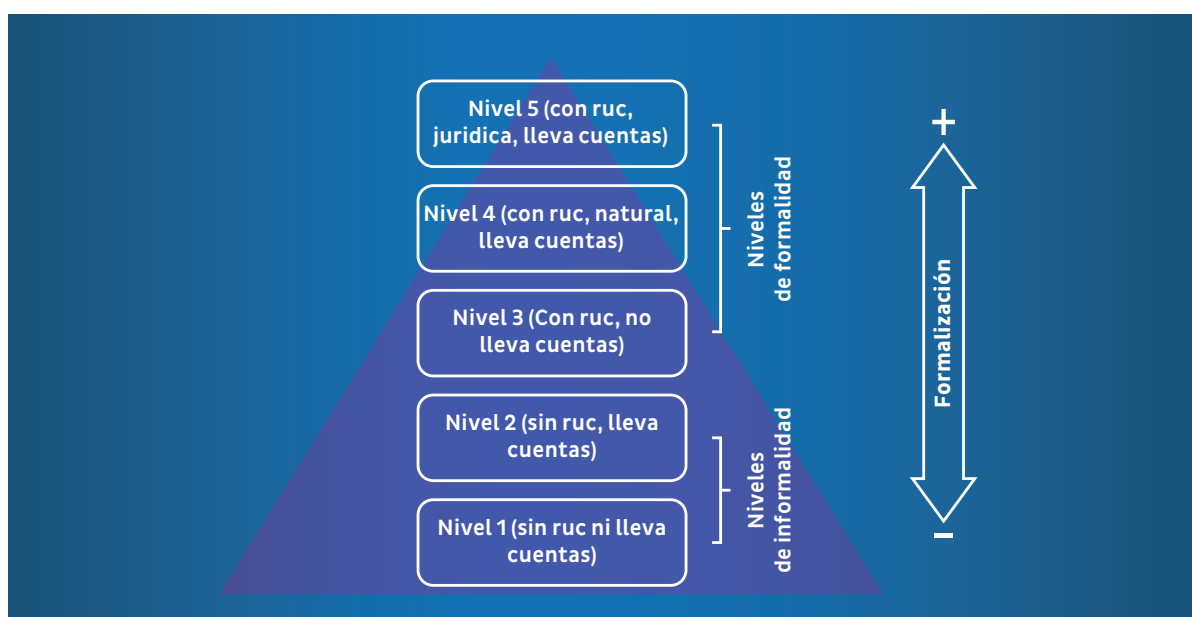 Nivel 5 (con ruc,
juridica, lleva cuentas)
Nivel 4 (con ruc, natural,
lleva cuentas)
Nivel 3 (Con ruc, no
lleva cuentas)
Nivel 2 (sin ruc, lleva
cuentas)
Nivel 1 (sin ruc ni lleva
cuentas)
Niveles
de formalidad
Niveles
de informalidad
+
Formalización
-